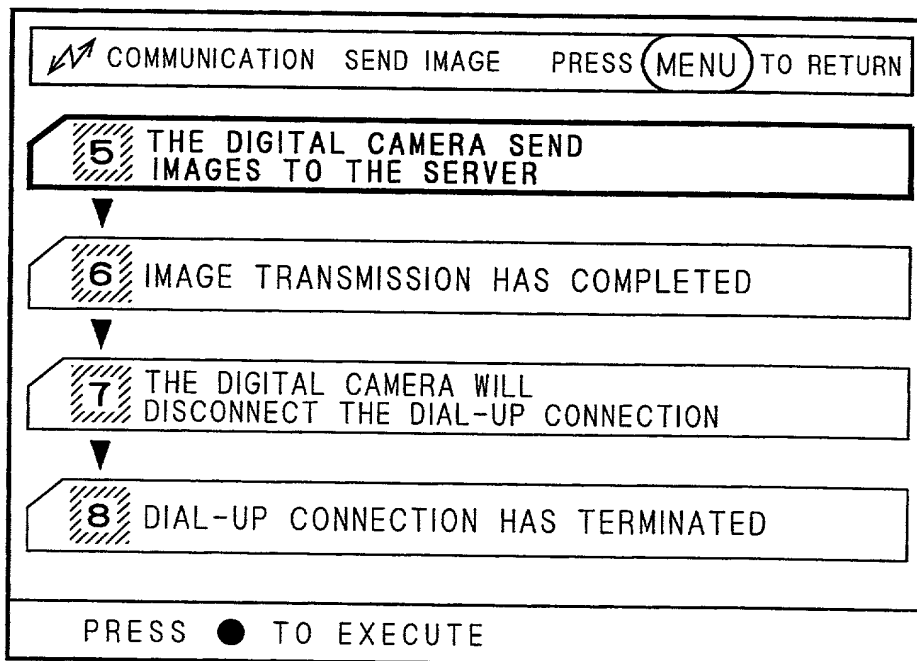 COMMUNICATION SEND IMAGE PRESS MENU TO RETURN
5 THE DIGITAL CAMERA SEND
IMAGES TO THE SERVER
6 IMAGE TRANSMISSION HAS COMPLETED
7 THE DIGITAL CAMERA WILL
DISCONNECT THE DIAL-UP CONNECTION
8 DIAL-UP CONNECTION HAS TERMINATED
PRESS ● TO EXECUTE